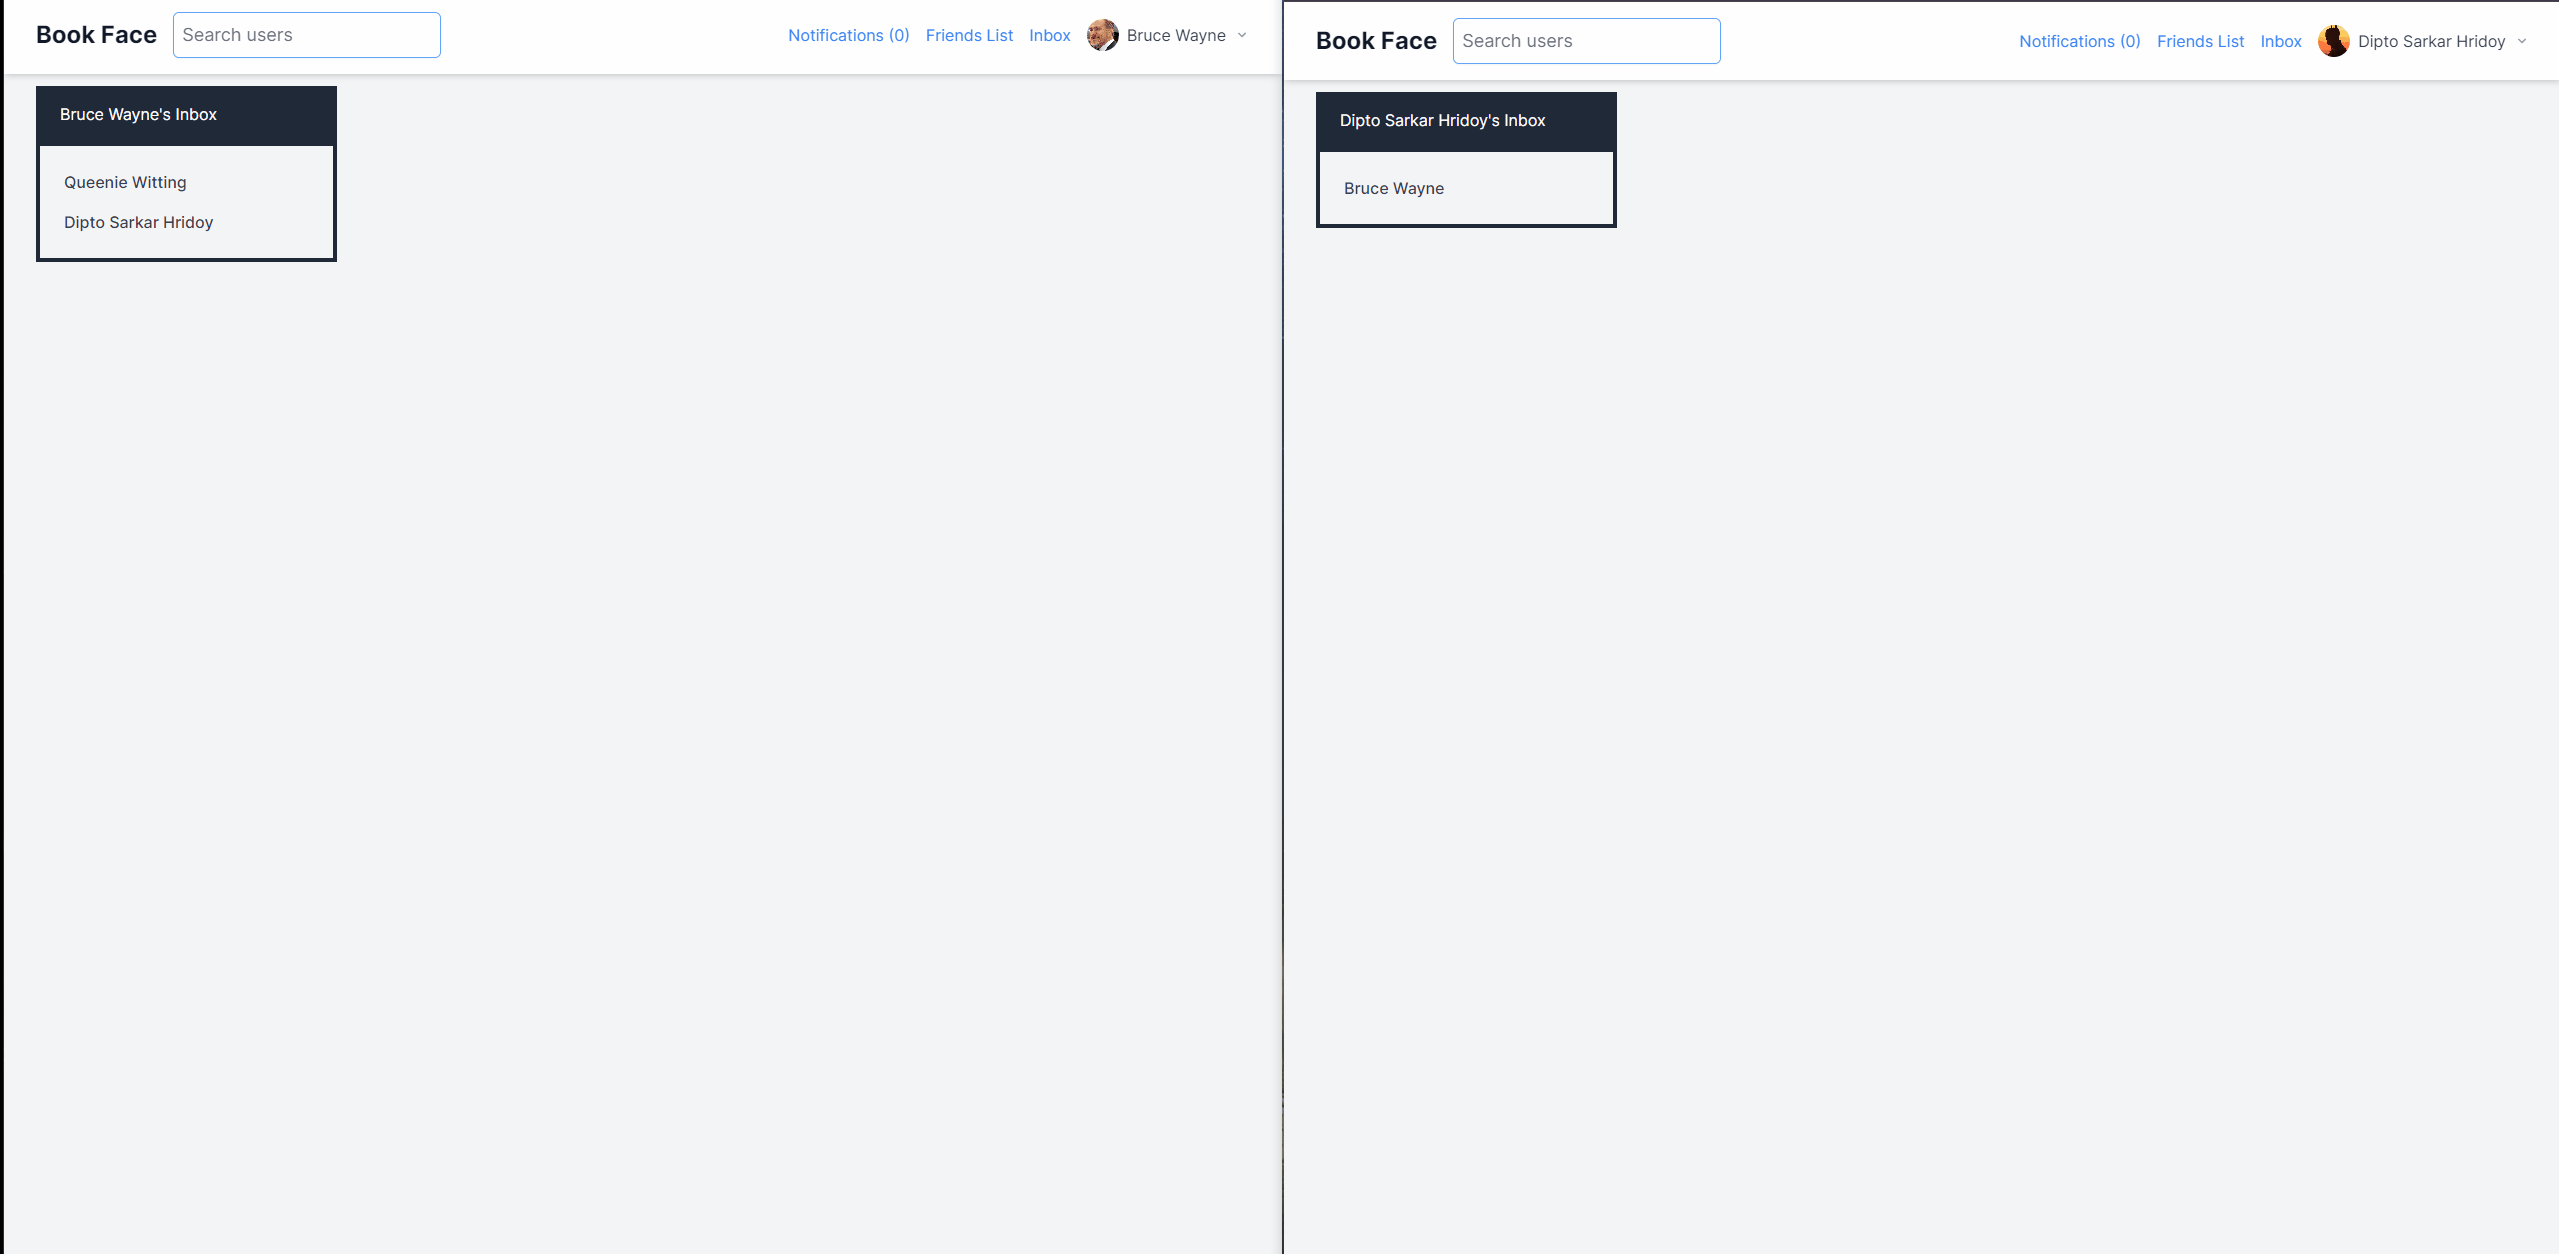 Book Face Search users Notifications (0) Friends List Inbox Bruce Wayne
Bruce Wayne's Inbox
Queenie Witting
Dipto Sarkar Hridoy
Book Face Search users Notifications (0) Friends List Inbox Dipto Sarkar Hridoy
Dipto Sarkar Hridoy's Inbox
Bruce Wayne